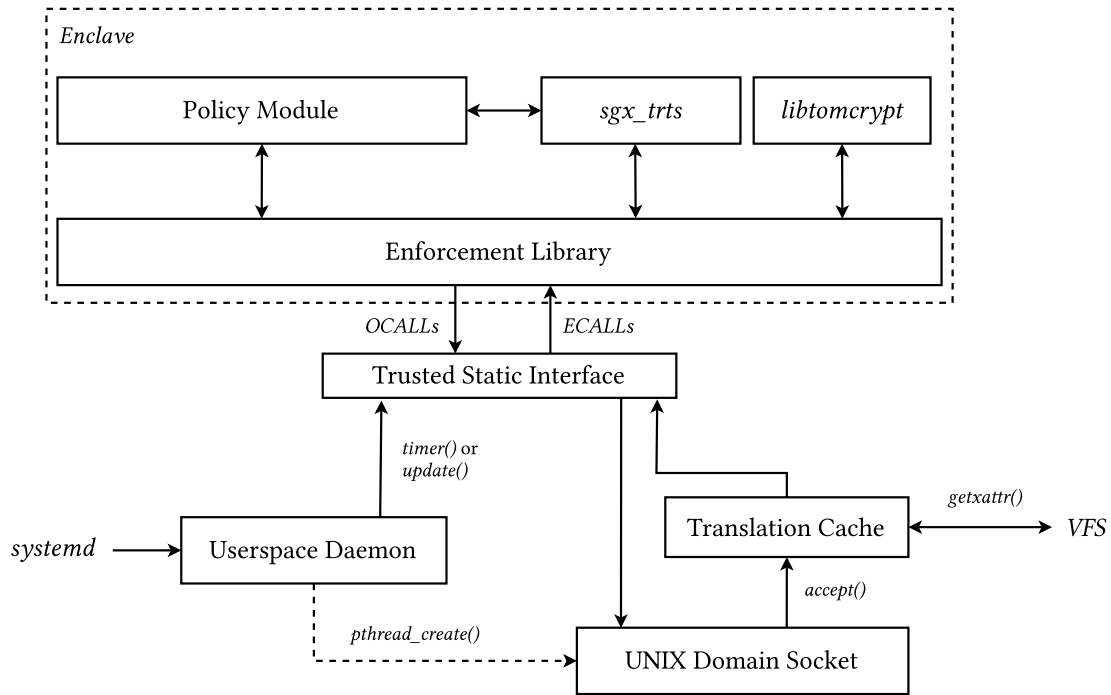 Enclave
Policy Module
sgx_trts
libtomcrypt
Enforcement Library
OCALLs
ECALLs
Trusted Static Interface
timer() or
update()
getxattr()
systemd
Userspace Daemon
Translation Cache
VFS
accept()
pthread_create()
UNIX Domain Socket